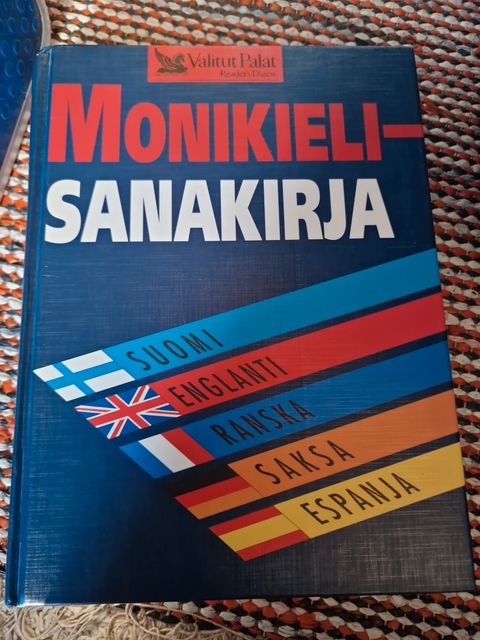 Valitut Palat
Reader's Digest
MONIKIELI-
SANAKIRJA
SUOMI
ENGLANTI
RANSKA
SAKSA
ESPANJA